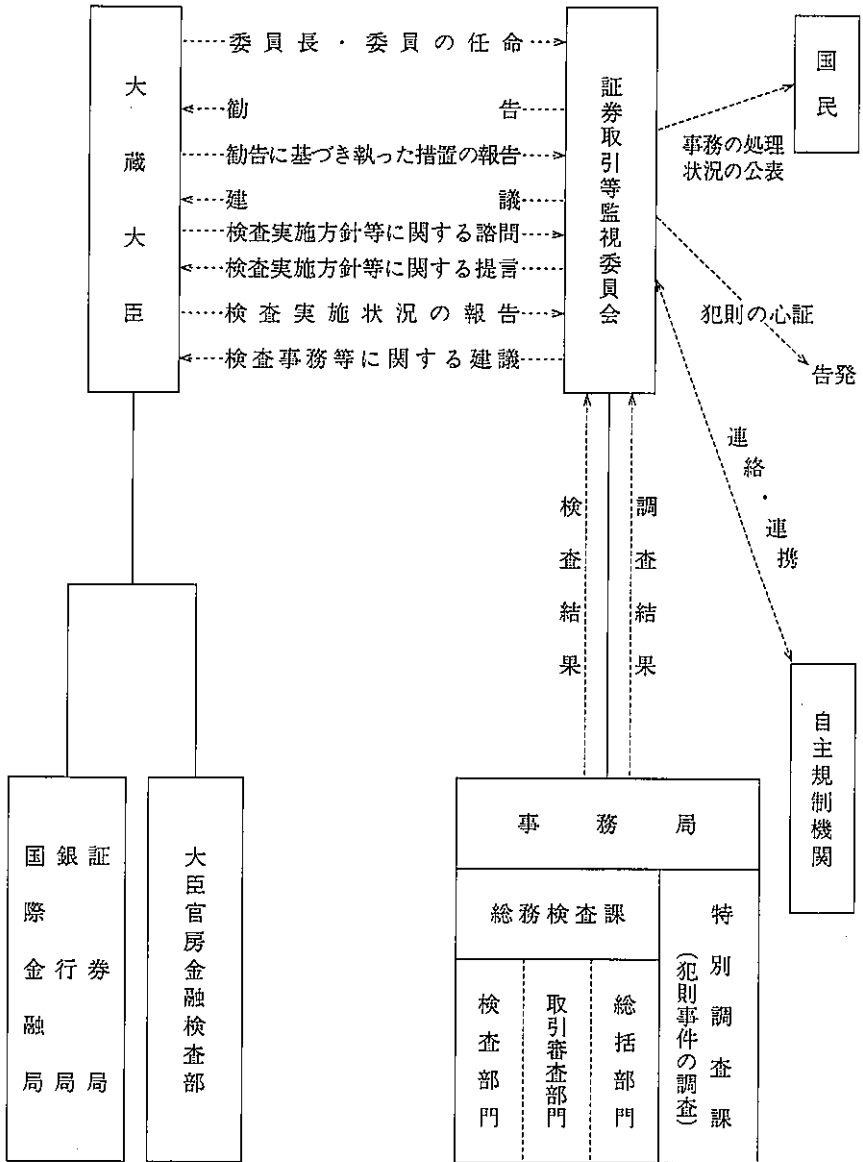 大蔵大臣
委員長・委員の任命
勧告
勧告に基づき執った措置の報告
建議
検査実施方針等に関する諮問
検査実施方針等に関する提言
検査実施状況の報告
検査事務等に関する建議
証券取引等監視委員会
国民
事務の処理
状況の公表
犯則の心証
告発
連絡・連携
自主規制機関
検査結果
調査結果
証券局
銀行局
国際金融局
大臣官房金融検査部
事務局
総務検査課
特別調査課
(犯則事件の調査)
総括部門
取引審査部門
検査部門